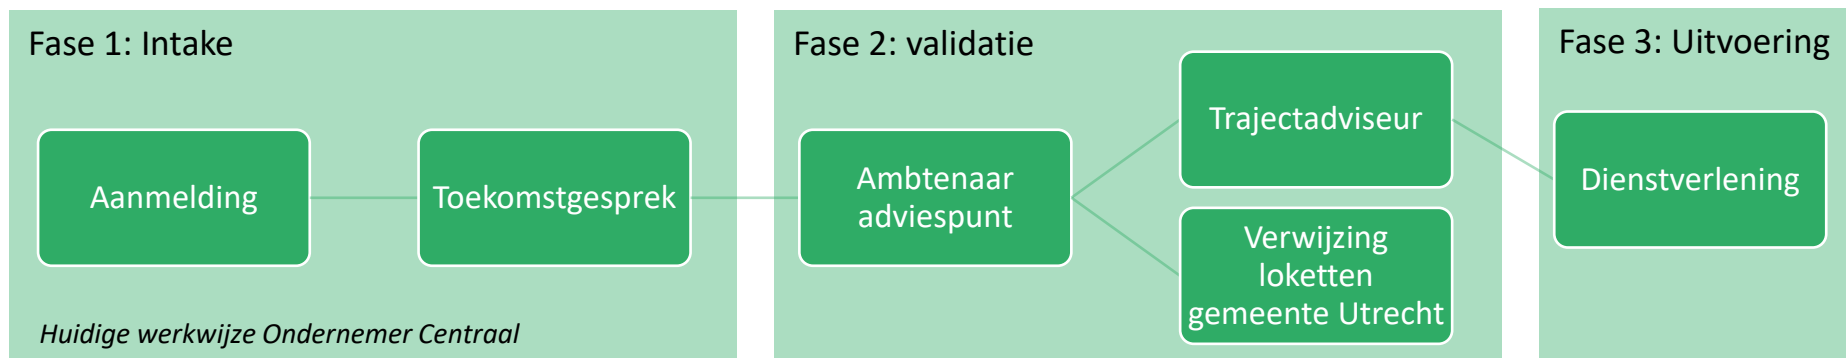 Fase 1: Intake
Aanmelding
Toekomstgesprek
Huidige werkwijze Ondernemer Centraal
Fase 2: validatie
Ambtenaar
adviespunt
Trajectadviseur
Verwijzing
loketten
gemeente Utrecht
Fase 3: Uitvoering
Dienstverlening